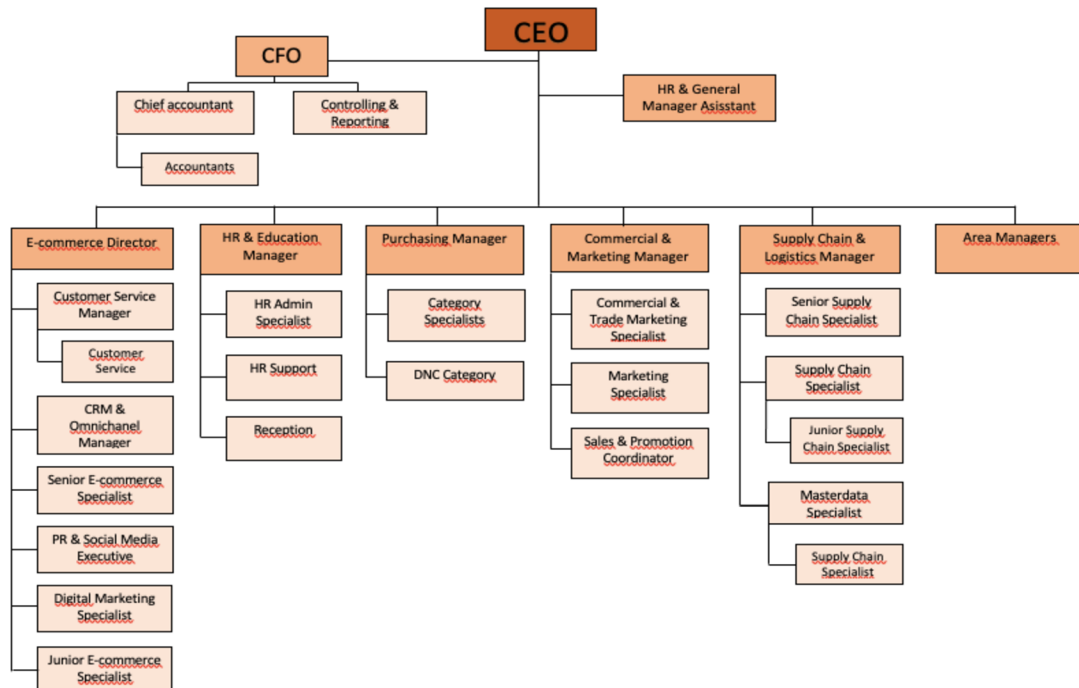 CEO
CFO
HR & General
Manager Asisstant
Chief accountant
Controlling &
Reporting
Accountants
E-commerce Director
HR & Education
Manager
Purchasing Manager
Commercial &
Marketing Manager
Supply Chain &
Logistics Manager
Area Managers
Customer Service
Manager
Customer
Service
CRM &
Omnichanel
Manager
Senior E-commerce
Specialist
PR & Social Media
Executive
Digital Marketing
Specialist
Junior E-commerce
Specialist
HR Admin
Specialist
HR Support
Reception
Category
Specialists
DNC Category
Commercial &
Trade Marketing
Specialist
Marketing
Specialist
Sales & Promotion
Coordinator
Senior Supply
Chain Specialist
Supply Chain
Specialist
Junior Supply
Chain Specialist
Masterdata
Specialist
Supply Chain
Specialist